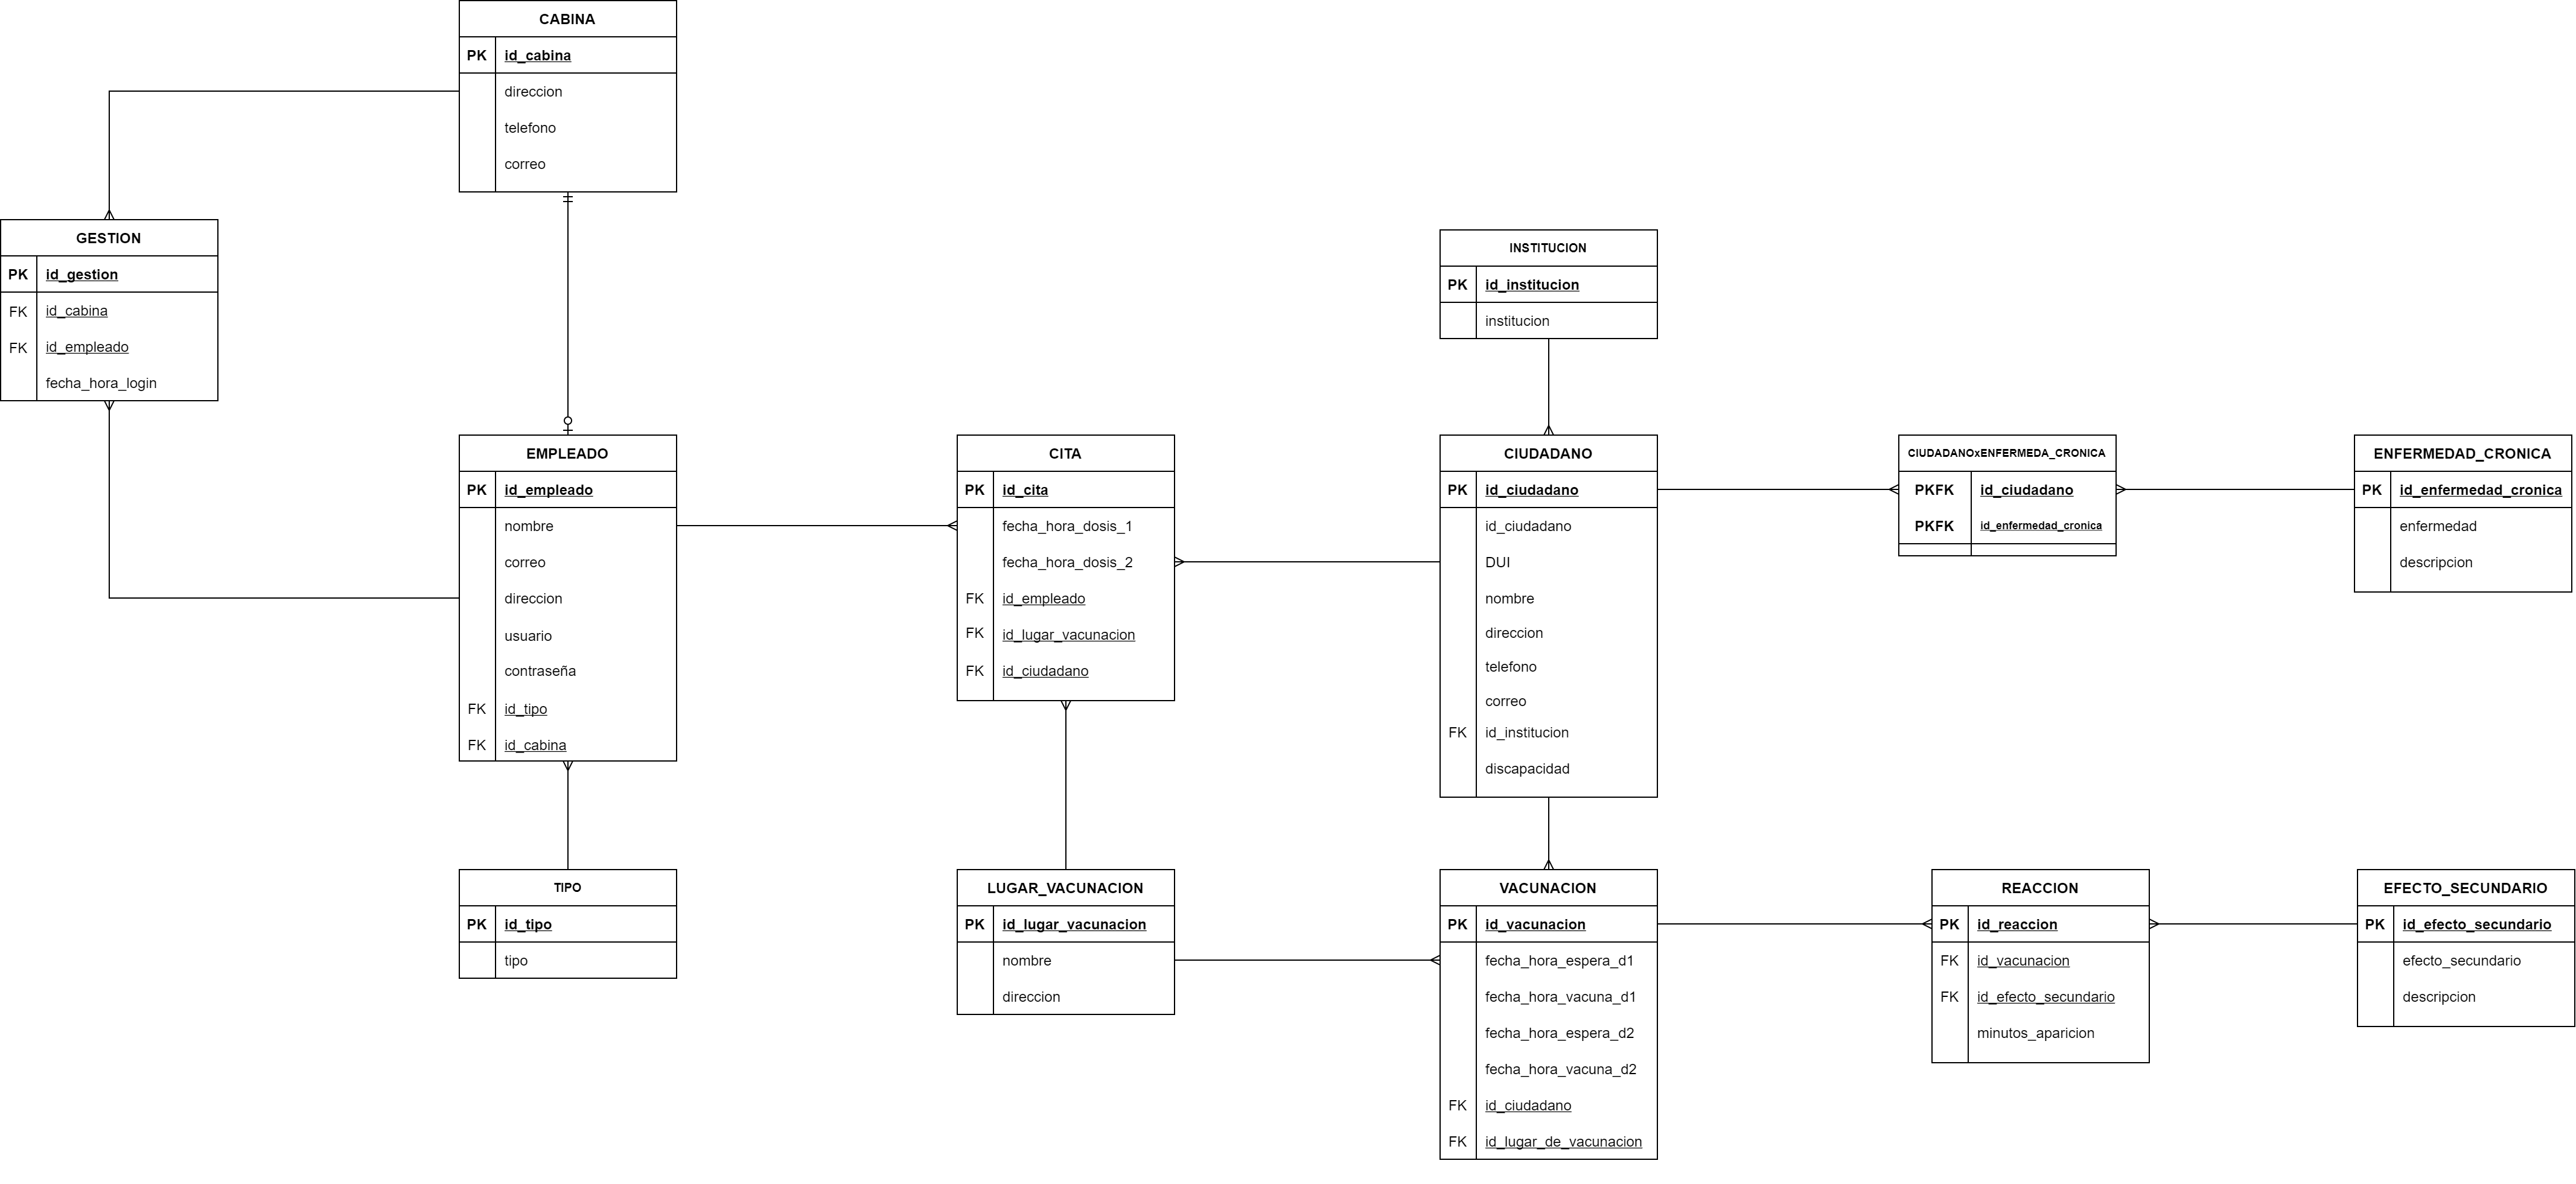 CABINA
PK id_cabina
direccion
telefono
correo
GESTION
PK id_gestion
FK id_cabina
FK id_empleado
fecha_hora_login
INSTITUCION
PK id_institucion
institucion
EMPLEADO
PK id_empleado
nombre
correo
direccion
usuario
contraseña
FK id_tipo
FK id_cabina
CITA
PK id_cita
fecha_hora_dosis_1
fecha_hora_dosis_2
FK id_empleado
FK id_lugar_vacunacion
FK id_ciudadano
CIUDADANO
PK id_ciudadano
id_ciudadano
DUI
nombre
direccion
telefono
correo
FK id_institucion
discapacidad
CIUDADANOxENFERMEDA_CRONICA
PKFK id_ciudadano
PKFK id_enfermedad_cronica
ENFERMEDAD_CRONICA
PK id_enfermedad_cronica
enfermedad
descripcion
TIPO
PK id_tipo
tipo
LUGAR_VACUNACION
PK id_lugar_vacunacion
nombre
direccion
VACUNACION
PK id_vacunacion
fecha_hora_espera_d1
fecha_hora_vacuna_d1
fecha_hora_espera_d2
fecha_hora_vacuna_d2
FK id_ciudadano
FK id_lugar_de_vacunacion
REACCION
PK id_reaccion
FK id_vacunacion
FK id_efecto_secundario
minutos_aparicion
EFECTO_SECUNDARIO
PK id_efecto_secundario
efecto_secundario
descripcion